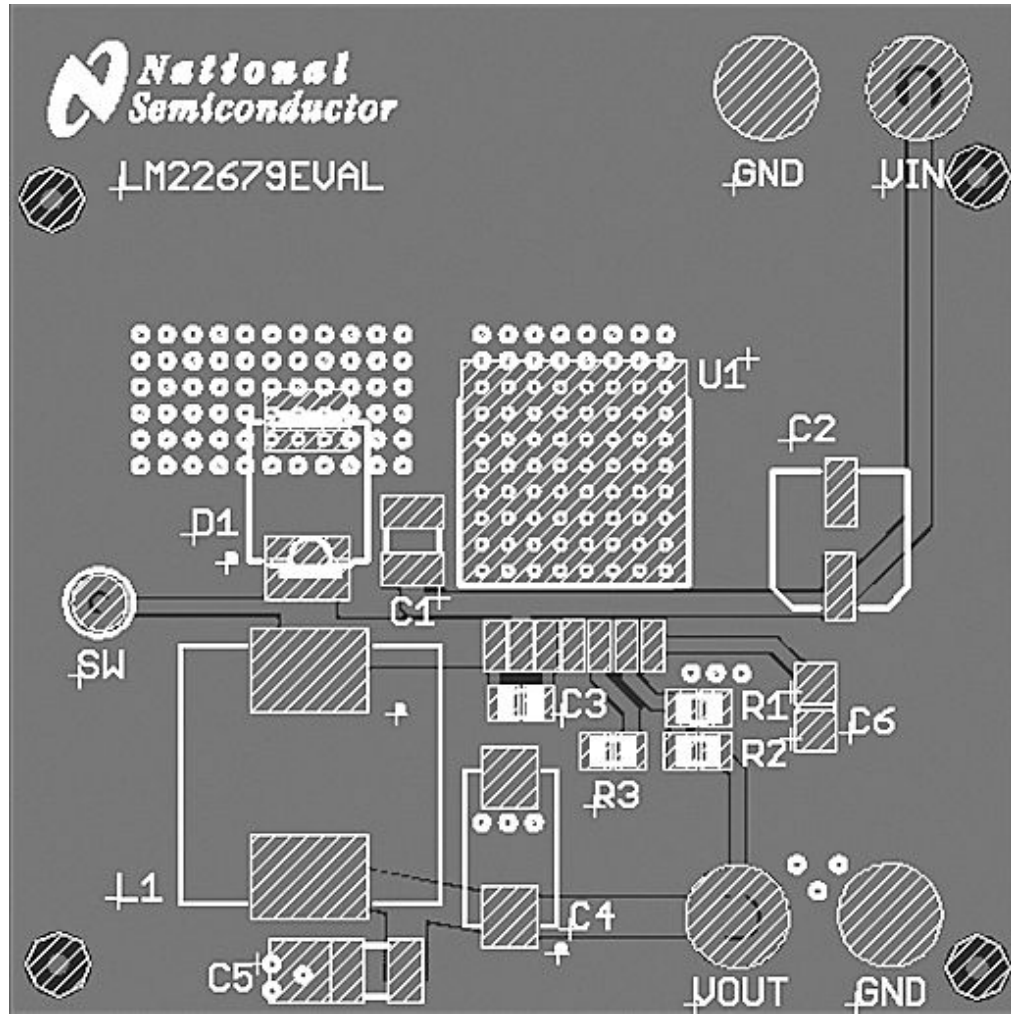 National
Semiconductor
LM22679EVAL
GND
VIN
U1
C2
D1
C1
SW
C3
R1
C6
R2
R3
L1
C4
C5
VOUT
GND